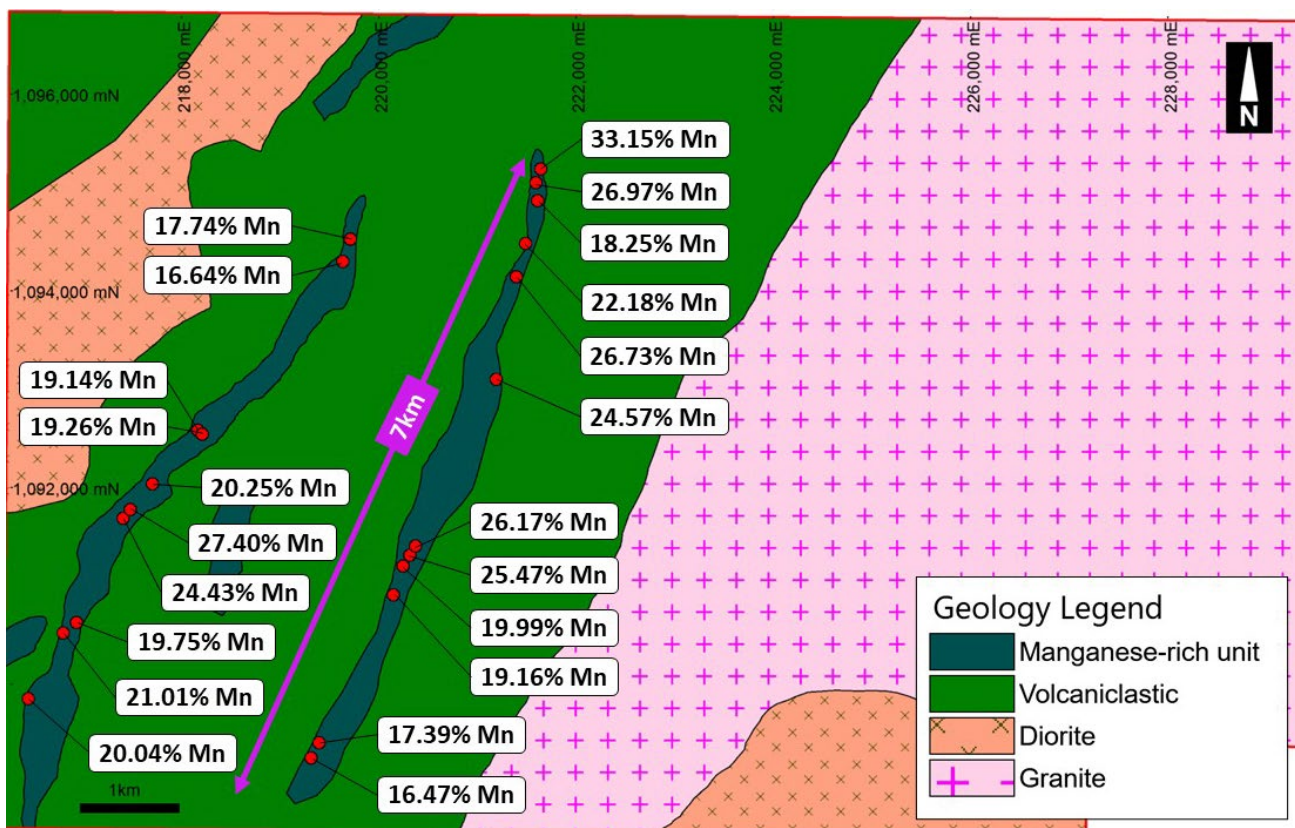 218,000 mE
220,000 mE
222,000 mE
224,000 mE
226,000 mE
228,000 mE
1,096,000 mN
1,094,000 mN
1,092,000 mN
N
33.15% Mn
26.97% Mn
18.25% Mn
22.18% Mn
26.73% Mn
24.57% Mn
17.74% Mn
16.64% Mn
19.14% Mn
19.26% Mn
7km
20.25% Mn
27.40% Mn
24.43% Mn
19.75% Mn
21.01% Mn
20.04% Mn
26.17% Mn
25.47% Mn
19.99% Mn
19.16% Mn
17.39% Mn
16.47% Mn
1km
Geology Legend
Manganese-rich unit
Volcaniclastic
Diorite
Granite